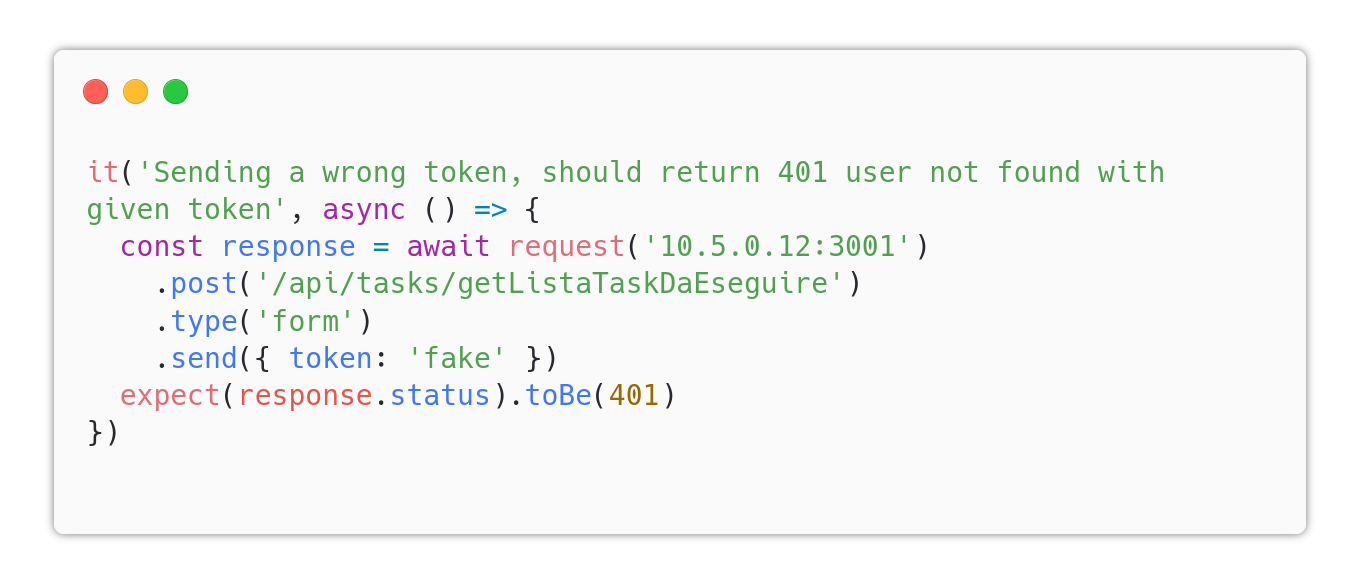 it('Sending a wrong token, should return 401 user not found with
given token', async () => {
  const response = await request('10.5.0.12:3001')
    .post('/api/tasks/getListaTaskDaEseguire')
    .type('form')
    .send({ token: 'fake' })
  expect(response.status).toBe(401)
})